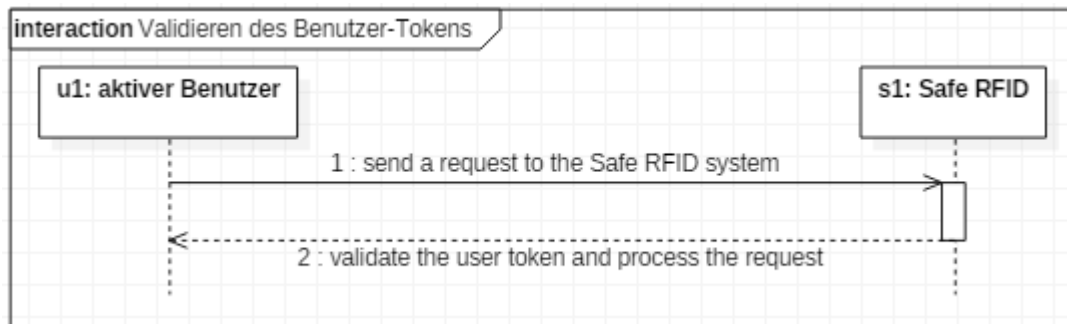 interaction Validieren des Benutzer-Tokens
u1: aktiver Benutzer
s1: Safe RFID
1 : send a request to the Safe RFID system
2 : validate the user token and process the request